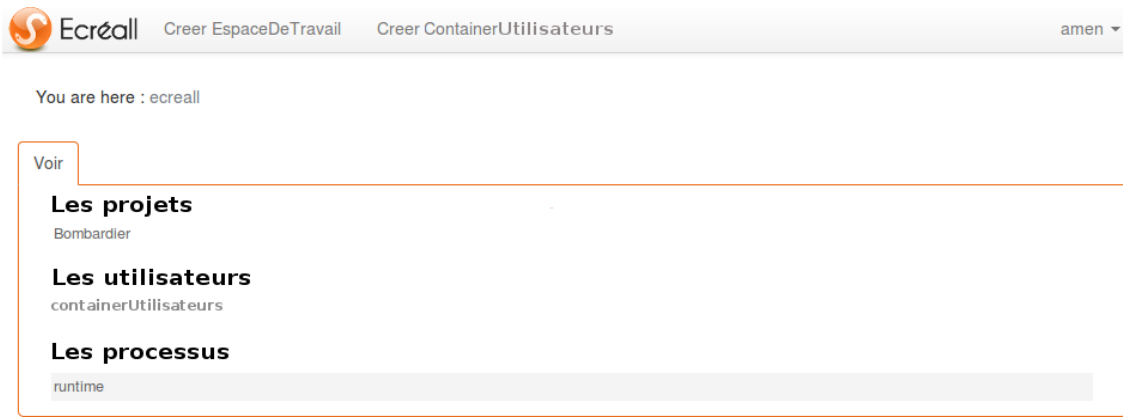 Ecréall Creer EspaceDeTravail Creer ContainerUtilisateurs amen
You are here : ecreall
Voir
Les projets
Bombardier
Les utilisateurs
containerUtilisateurs
Les processus
runtime